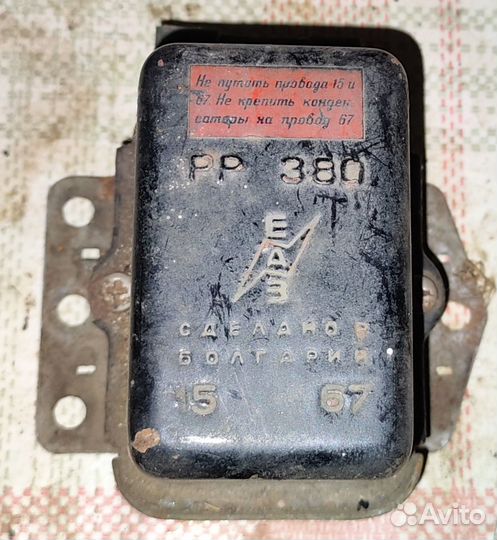 Не путать провода 15 и
67. Не крепить конден-
саторы на провод 67
РР 380
Е
А
З
СДЕЛАНО В
БОЛГАРИЯ
15 67
Avito